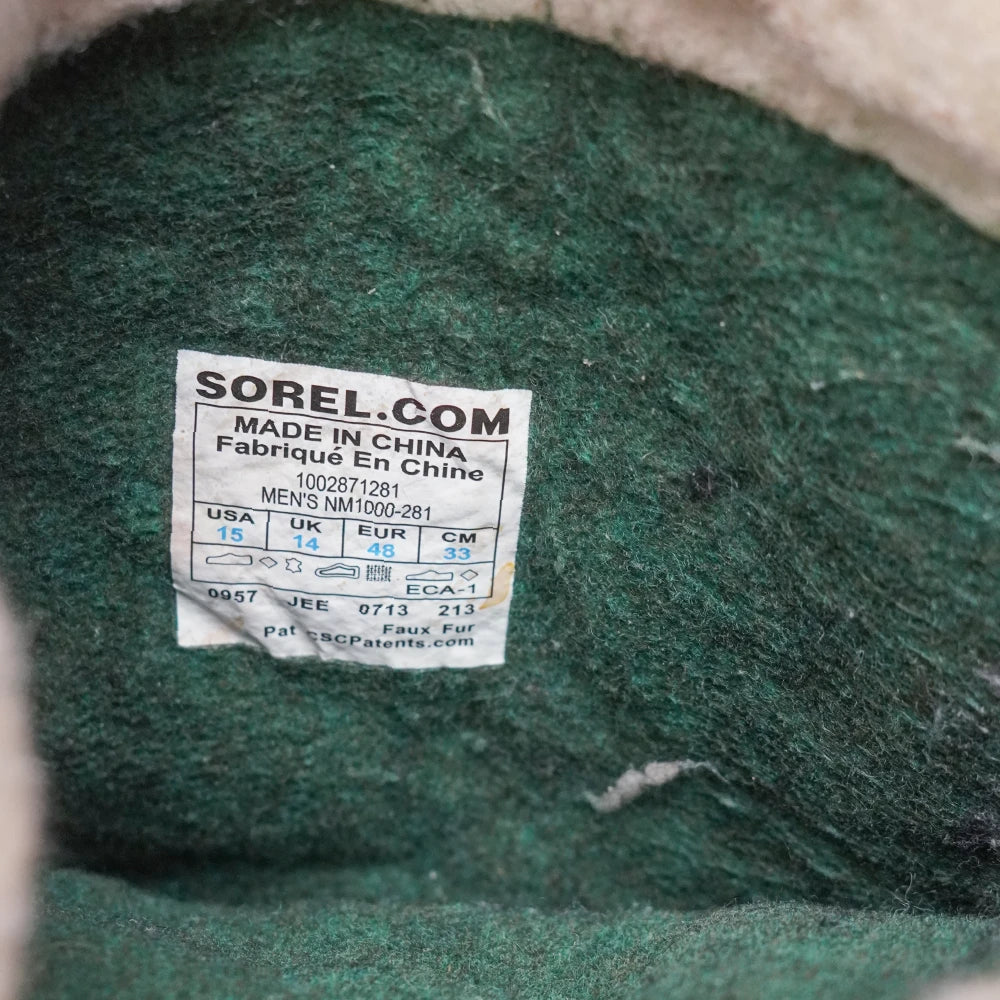 SOREL.COM
MADE IN CHINA
Fabriqué En Chine
1002871281
MEN'S NM1000-281
USA UK EUR CM
15 14 48 33
ECA-1
0957 JEE 0713 213
Faux Fur
Pat CSCPatents.com